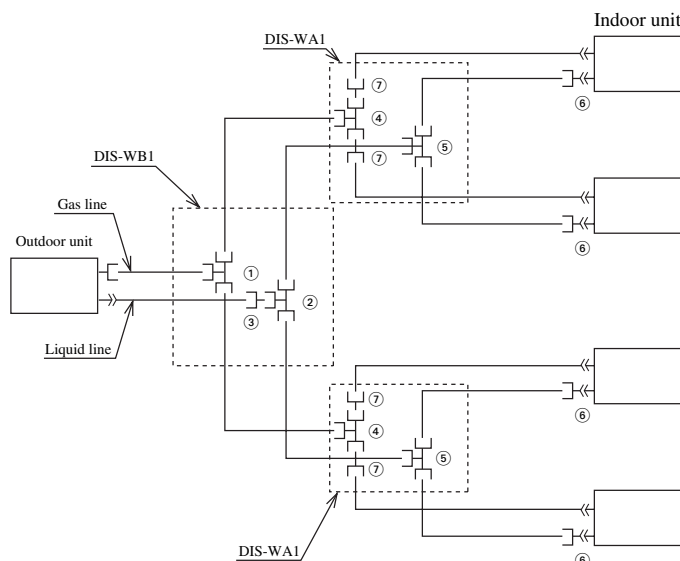 Indoor unit
DIS-WA1
⑦
④
⑤
⑦
⑥
DIS-WB1
Gas line
Outdoor unit
①
②
③
Liquid line
⑥
⑦
④
⑤
⑦
⑥
DIS-WA1
⑥